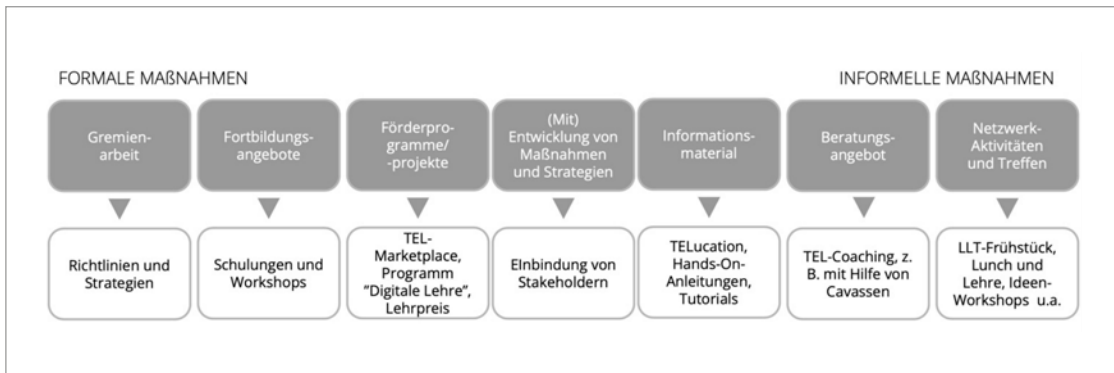 FORMALE MAßNAHMEN
INFORMELLE MAßNAHMEN
Gremien-
arbeit
Fortbildungs-
angebote
Förderpro-
gramme/
-projekte
(Mit)
Entwicklung von
Maßnahmen
und Strategien
Informations-
material
Beratungs-
angebot
Netzwerk-
Aktivitäten
und Treffen
Richtlinien und
Strategien
Schulungen und
Workshops
TEL-
Marketplace,
Programm
"Digitale Lehre",
Lehrpreis
EInbindung von
Stakeholdern
TELucation,
Hands-On-
Anleitungen,
Tutorials
TEL-Coaching, z.
B. mit Hilfe von
Cavassen
LLT-Frühstück,
Lunch und
Lehre, Ideen-
Workshops u.a.